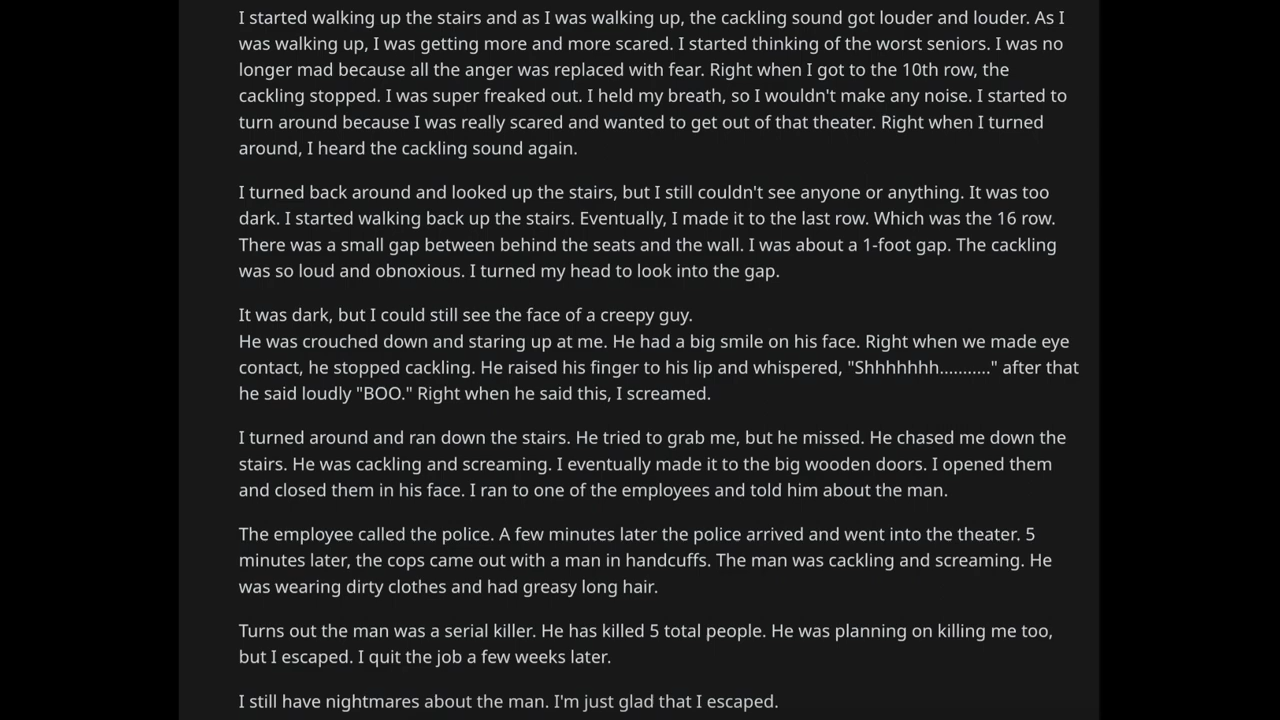 I started walking up the stairs and as I was walking up, the cackling sound got louder and louder. As I
was walking up, I was getting more and more scared. I started thinking of the worst seniors. I was no
longer mad because all the anger was replaced with fear. Right when I got to the 10th row, the
cackling stopped. I was super freaked out. I held my breath, so I wouldn't make any noise. I started to
turn around because I was really scared and wanted to get out of that theater. Right when I turned
around, I heard the cackling sound again.
I turned back around and looked up the stairs, but I still couldn't see anyone or anything. It was too
dark. I started walking back up the stairs. Eventually, I made it to the last row. Which was the 16 row.
There was a small gap between behind the seats and the wall. I was about a 1-foot gap. The cackling
was so loud and obnoxious. I turned my head to look into the gap.
It was dark, but I could still see the face of a creepy guy.
He was crouched down and staring up at me. He had a big smile on his face. Right when we made eye
contact, he stopped cackling. He raised his finger to his lip and whispered, "Shhhhhhh..........." after that
he said loudly "BOO." Right when he said this, I screamed.
I turned around and ran down the stairs. He tried to grab me, but he missed. He chased me down the
stairs. He was cackling and screaming. I eventually made it to the big wooden doors. I opened them
and closed them in his face. I ran to one of the employees and told him about the man.
The employee called the police. A few minutes later the police arrived and went into the theater. 5
minutes later, the cops came out with a man in handcuffs. The man was cackling and screaming. He
was wearing dirty clothes and had greasy long hair.
Turns out the man was a serial killer. He has killed 5 total people. He was planning on killing me too,
but I escaped. I quit the job a few weeks later.
I still have nightmares about the man. I'm just glad that I escaped.